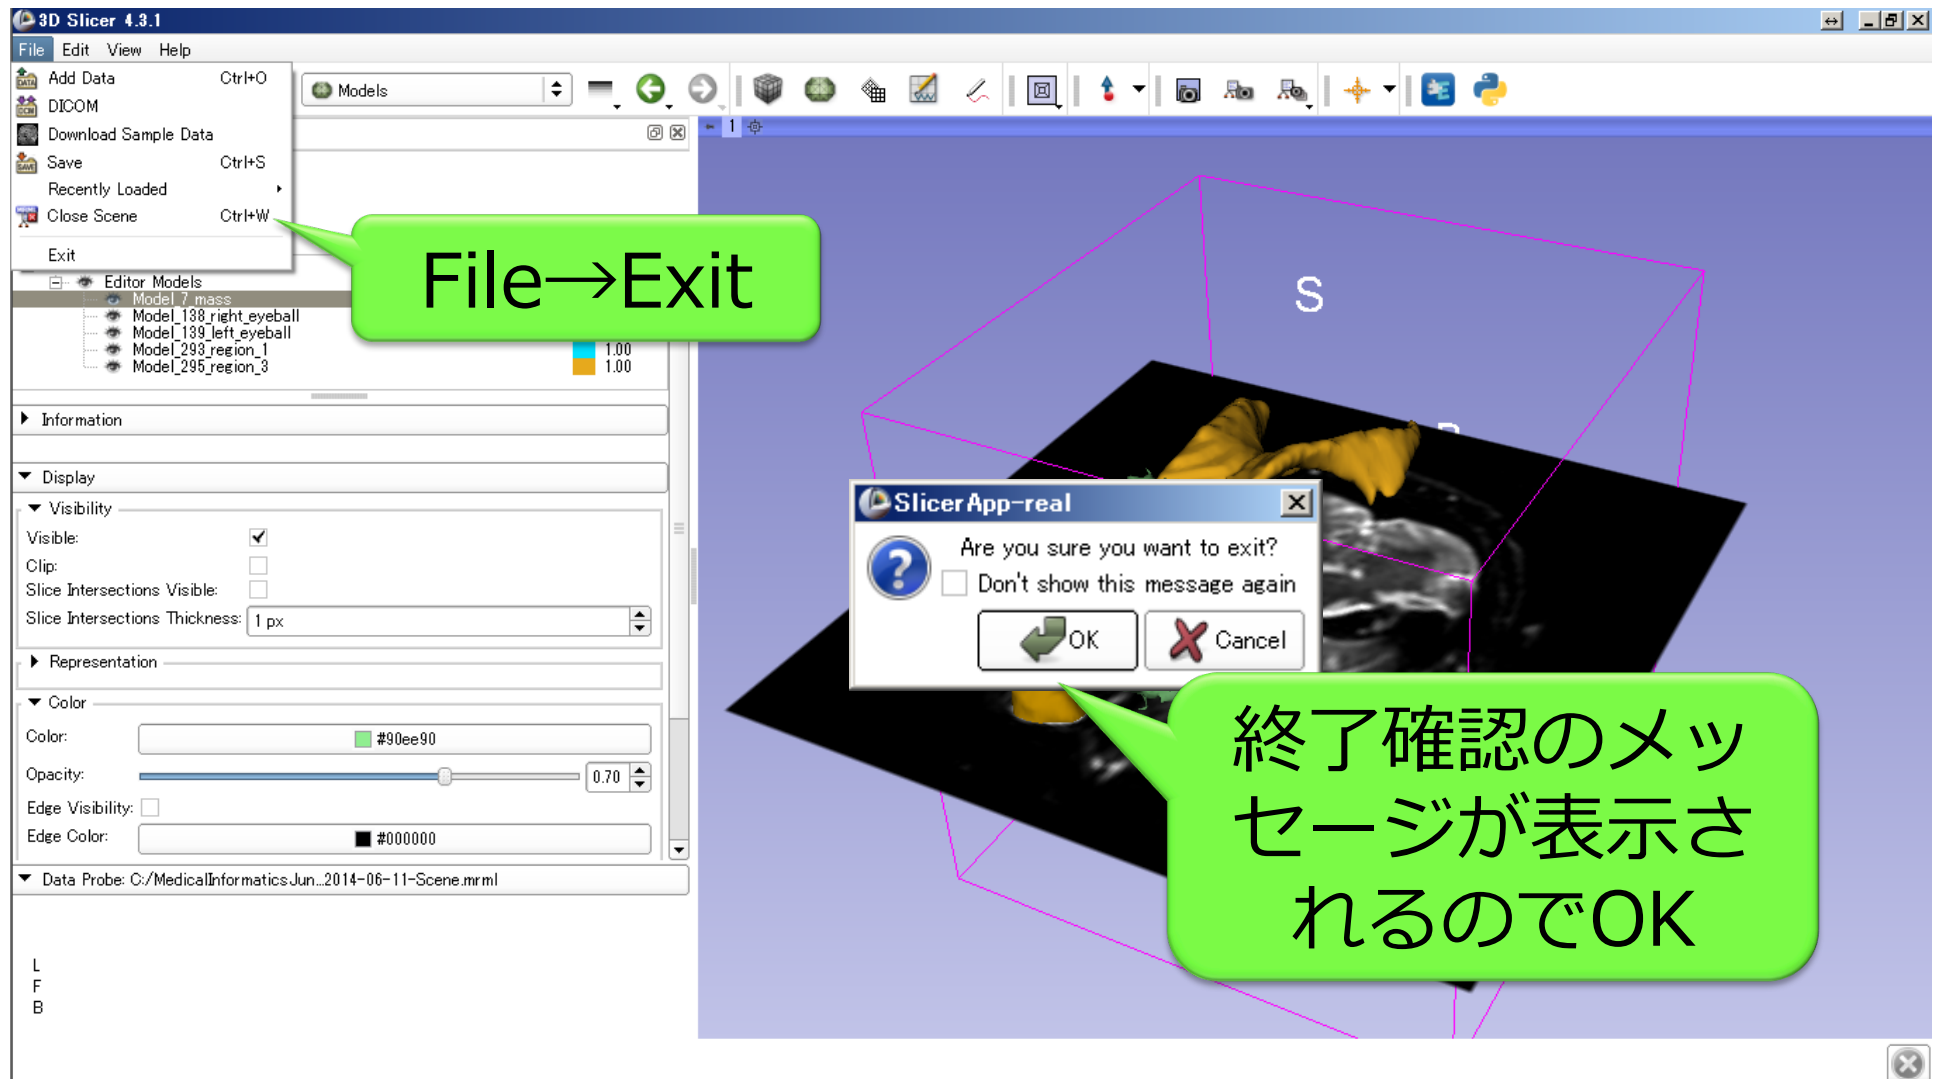 3D Slicer 4.3.1
File Edit View Help
Add Data Ctrl+O
DICOM
Download Sample Data
Save Ctrl+S
Recently Loaded
Close Scene Ctrl+W
Exit
Models
DATA
DCM
SAVE
1
File→Exit
Editor Models
Model_7_mass
Model_138_right_eyeball
Model_139_left_eyeball
Model_293_region_1 1.00
Model_295_region_3 1.00
Information
Display
Visibility
Visible:
Clip:
Slice Intersections Visible:
Slice Intersections Thickness: 1 px
Representation
Color
Color: #90ee90
Opacity: 0.70
Edge Visibility:
Edge Color: #000000
Data Probe: C:/MedicalInformaticsJun...2014-06-11-Scene.mrml
L
F
B
S
SlicerApp-real
Are you sure you want to exit?
Don't show this message again
OK Cancel
終了確認のメッ
セージが表示さ
れるのでOK